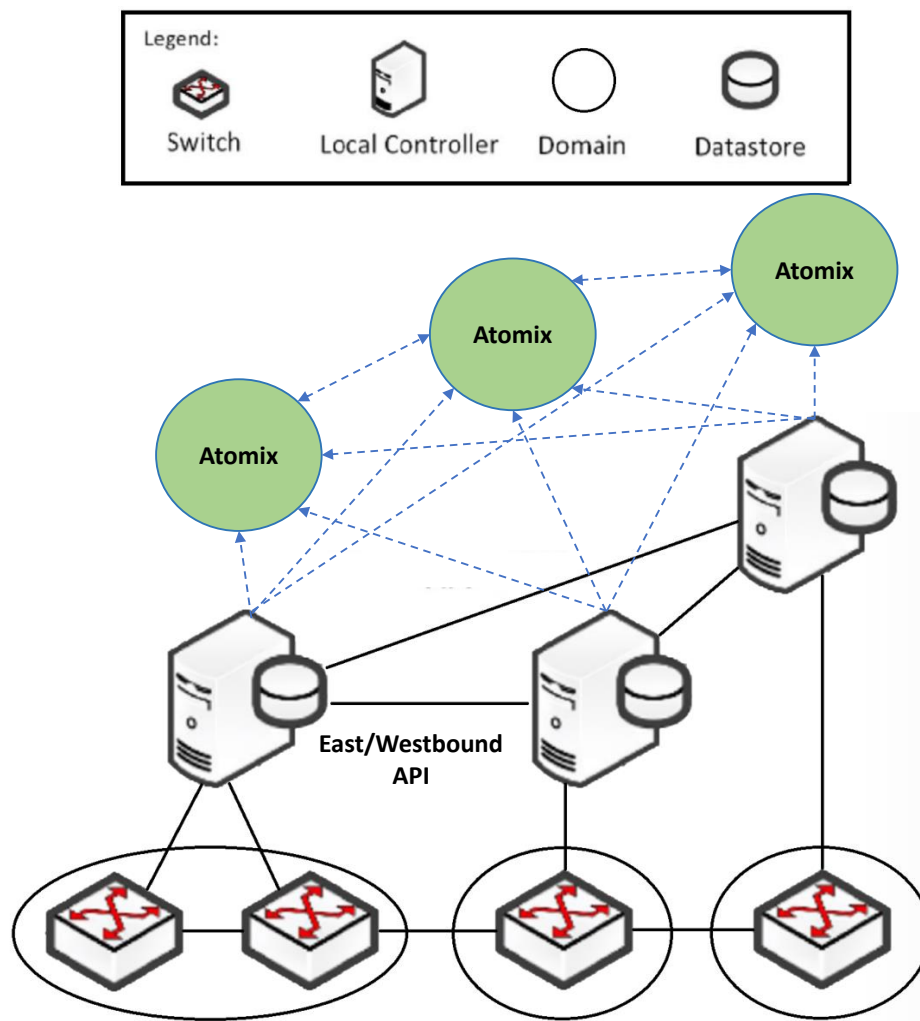 Legend:
Switch
Local Controller
Domain
Datastore
Atomix
Atomix
Atomix
East/Westbound
API